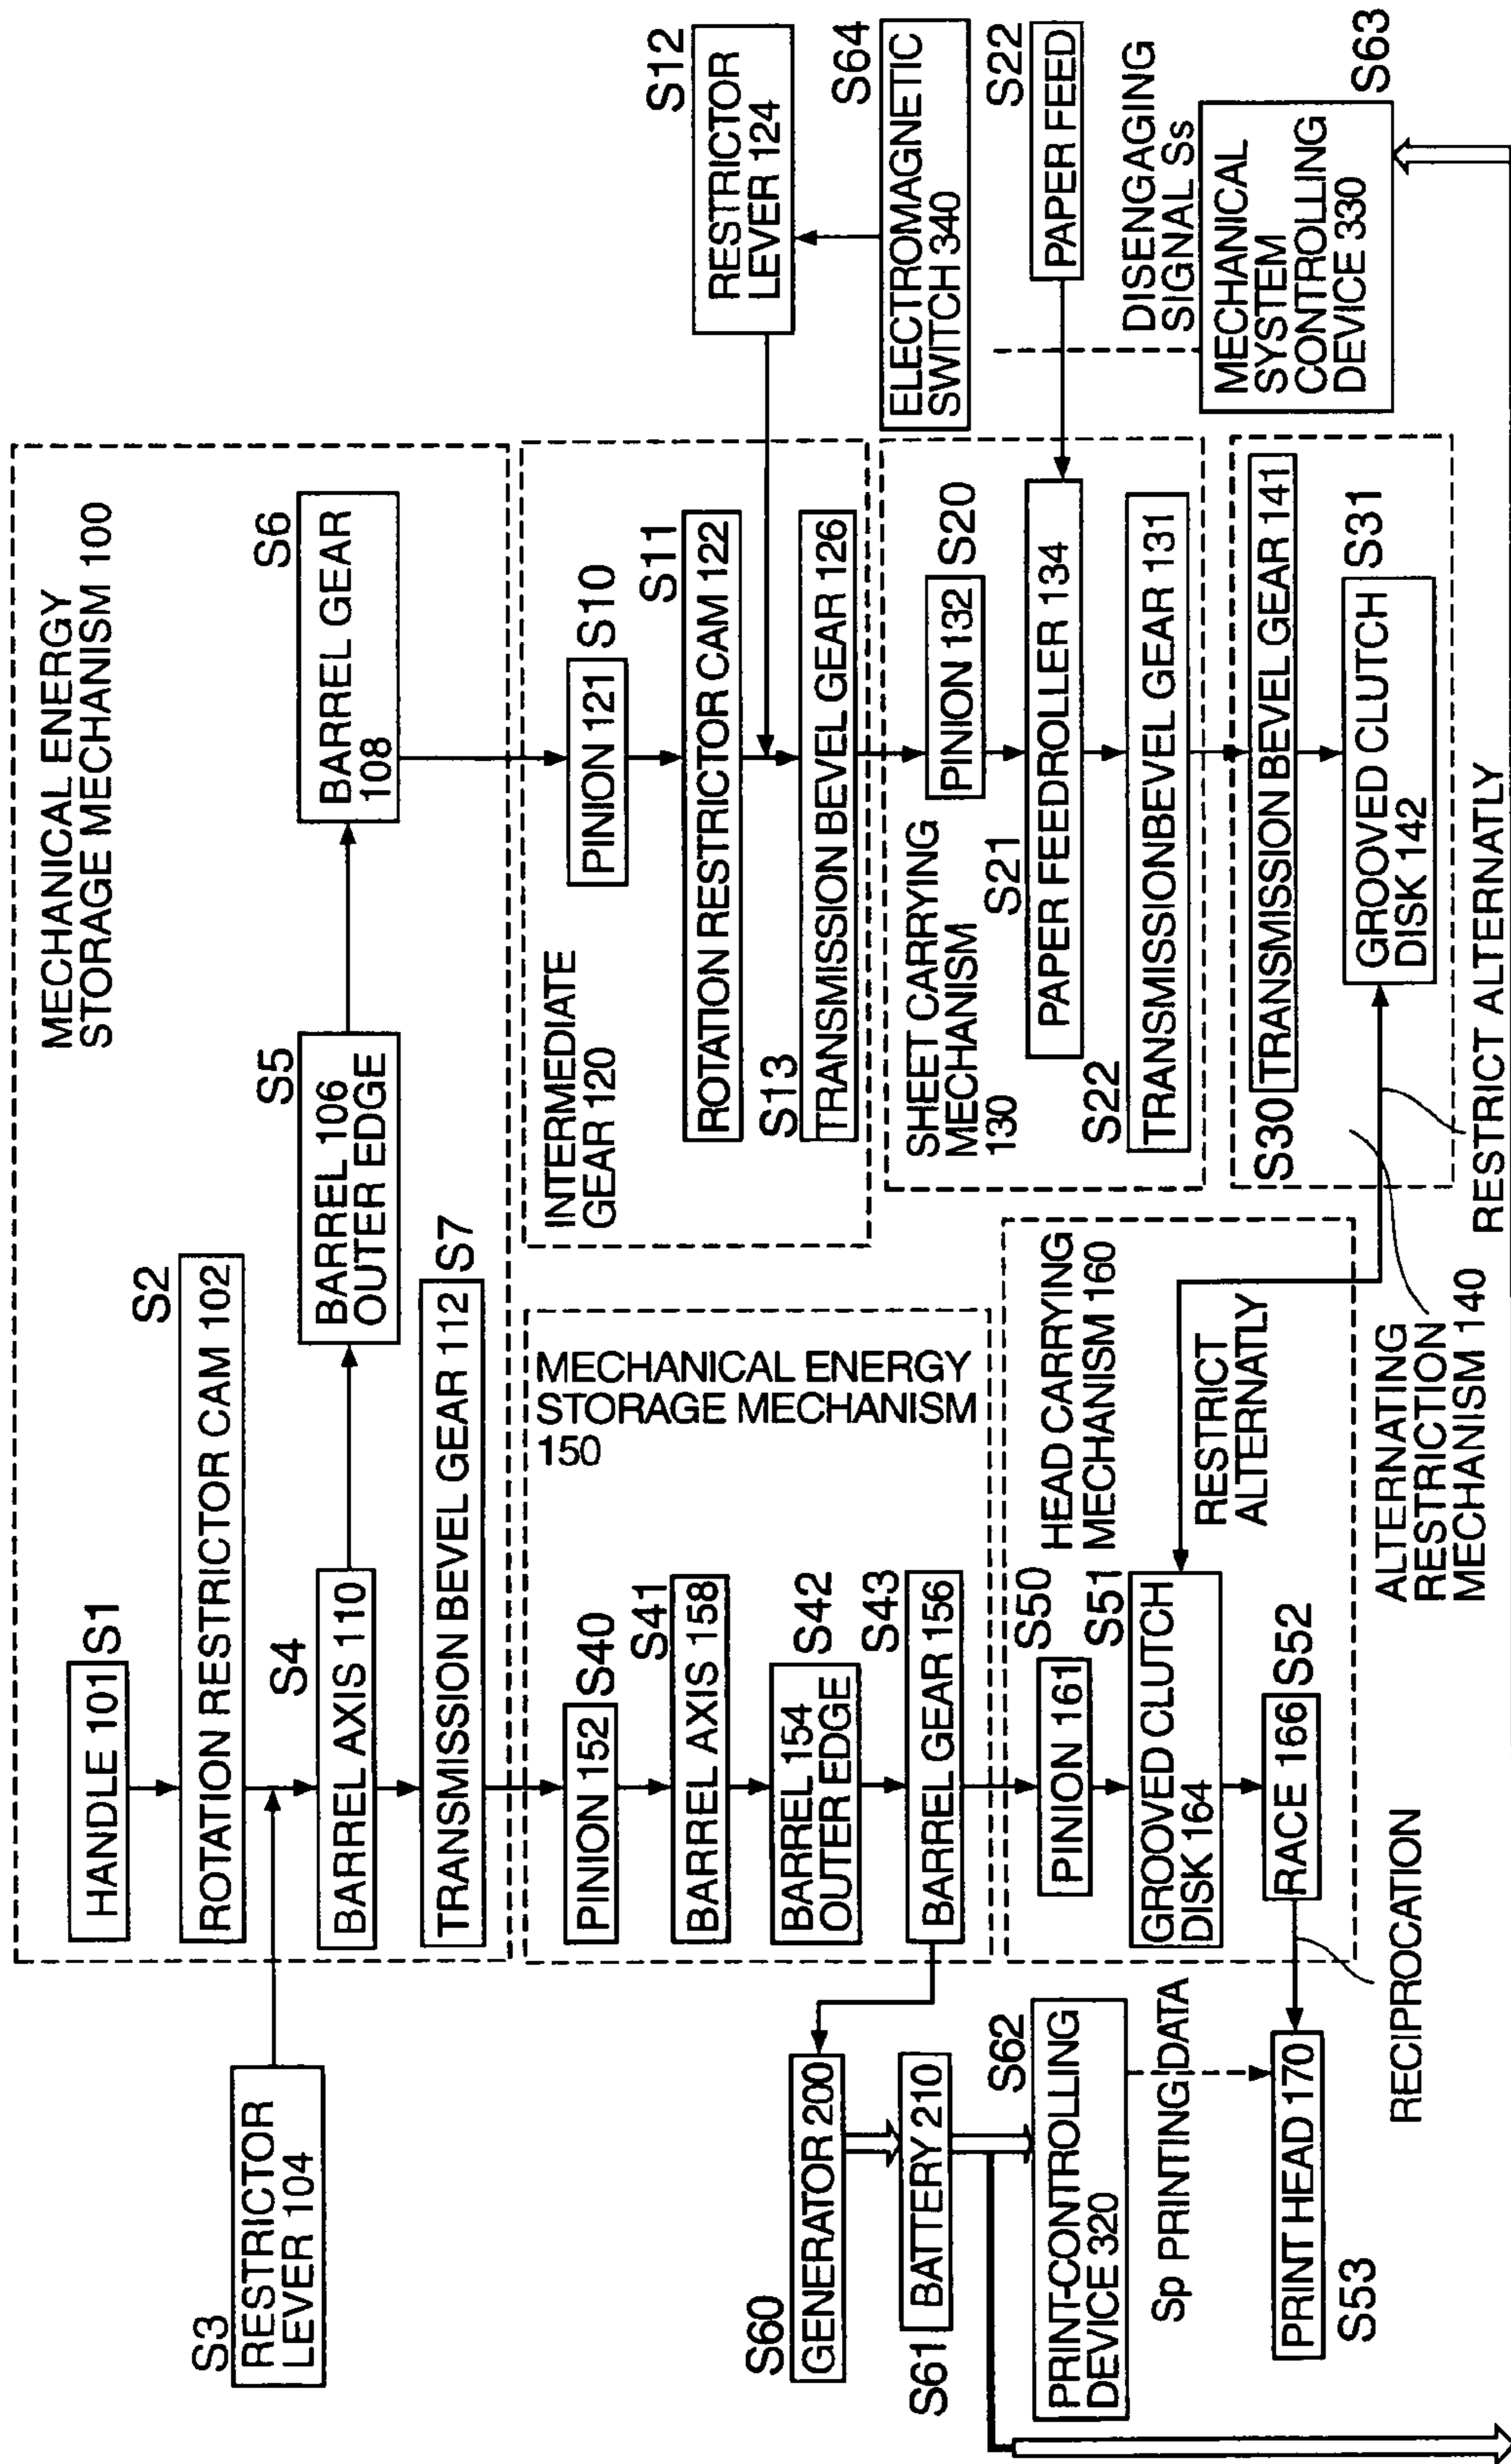 MECHANICAL ENERGY
STORAGE MECHANISM 100
HANDLE 101
S1
S2
ROTATION RESTRICTOR CAM 102
S3
RESTRICTOR
LEVER 104
S4
BARREL AXIS 110
S5
BARREL 106
OUTER EDGE
S6
BARREL GEAR
108
TRANSMISSION BEVEL GEAR 112
S7
INTERMEDIATE
GEAR 120
PINION 121
S10
S11
ROTATION RESTRICTOR CAM 122
S12
RESTRICTOR
LEVER 124
S13
TRANSMISSION BEVEL GEAR 126
S64
ELECTROMAGNETIC
SWITCH 340
SHEET CARRYING
MECHANISM
130
PINION 132
S20
S21
PAPER FEEDROLLER 134
S22
PAPER FEED
S22
TRANSMISSIONBEVEL GEAR 131
DISENGAGING
SIGNAL Ss
MECHANICAL
SYSTEM
CONTROLLING
DEVICE 330
S63
S30
TRANSMISSION BEVEL GEAR 141
GROOVED CLUTCH
DISK 142
S31
RESTRICT ALTERNATLY
ALTERNATING
RESTRICTION
MECHANISM 140
MECHANICAL ENERGY
STORAGE MECHANISM
150
PINION 152
S40
S41
BARREL AXIS 158
BARREL 154
OUTER EDGE
S42
S43
BARREL GEAR 156
HEAD CARRYING
MECHANISM 160
S50
PINION 161
S51
GROOVED CLUTCH
DISK 164
RESTRICT
ALTERNATLY
RACE 166
S52
RECIPROCATION
S60
GENERATOR 200
S61
BATTERY 210
S62
PRINT-CONTROLLING
DEVICE 320
Sp PRINTING DATA
PRINT HEAD 170
S53